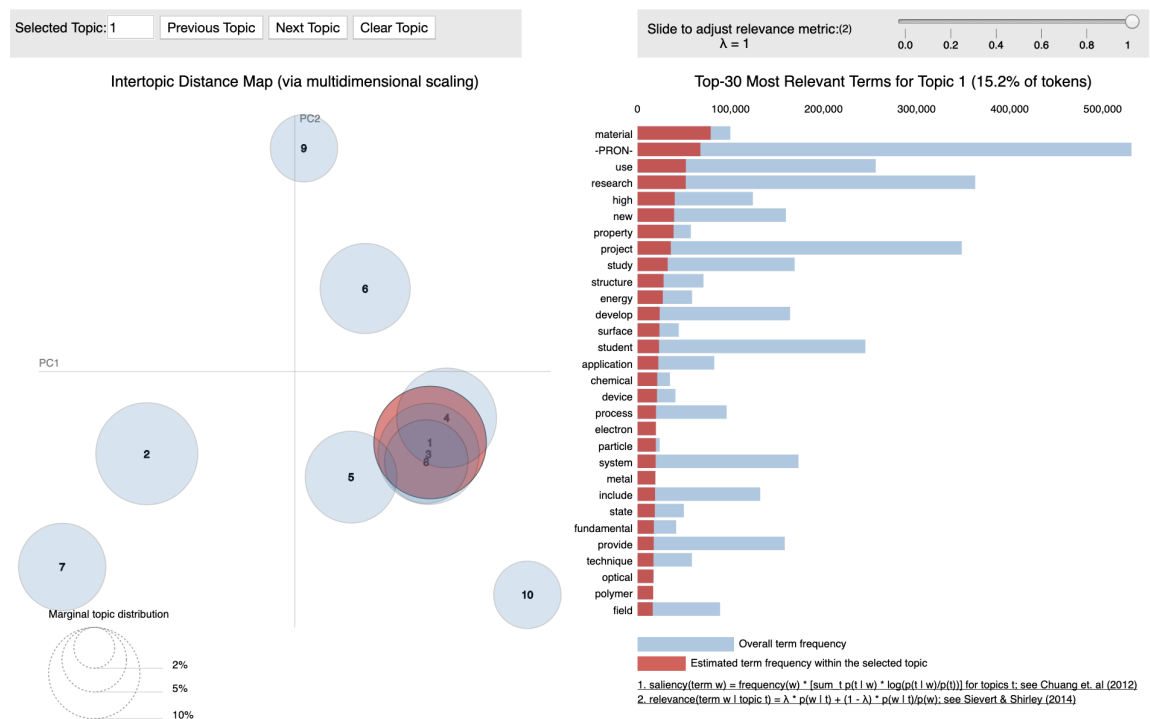 Selected Topic: 1 Previous Topic Next Topic Clear Topic
Slide to adjust relevance metric:(2)
λ = 1
0.0 0.2 0.4 0.6 0.8 1
Intertopic Distance Map (via multidimensional scaling)
PC2
9
6
PC1
4
1
3
8
2
5
7
10
Marginal topic distribution
2%
5%
10%
Top-30 Most Relevant Terms for Topic 1 (15.2% of tokens)
0 100,000 200,000 300,000 400,000 500,000
material
-PRON-
use
research
high
new
property
project
study
structure
energy
develop
surface
student
application
chemical
device
process
electron
particle
system
metal
include
state
fundamental
provide
technique
optical
polymer
field
Overall term frequency
Estimated term frequency within the selected topic
1. saliency(term w) = frequency(w) * [sum_t p(t | w) * log(p(t | w)/p(t))] for topics t; see Chuang et. al (2012)
2. relevance(term w | topic t) = λ * p(w | t) + (1 - λ) * p(w | t)/p(w); see Sievert & Shirley (2014)